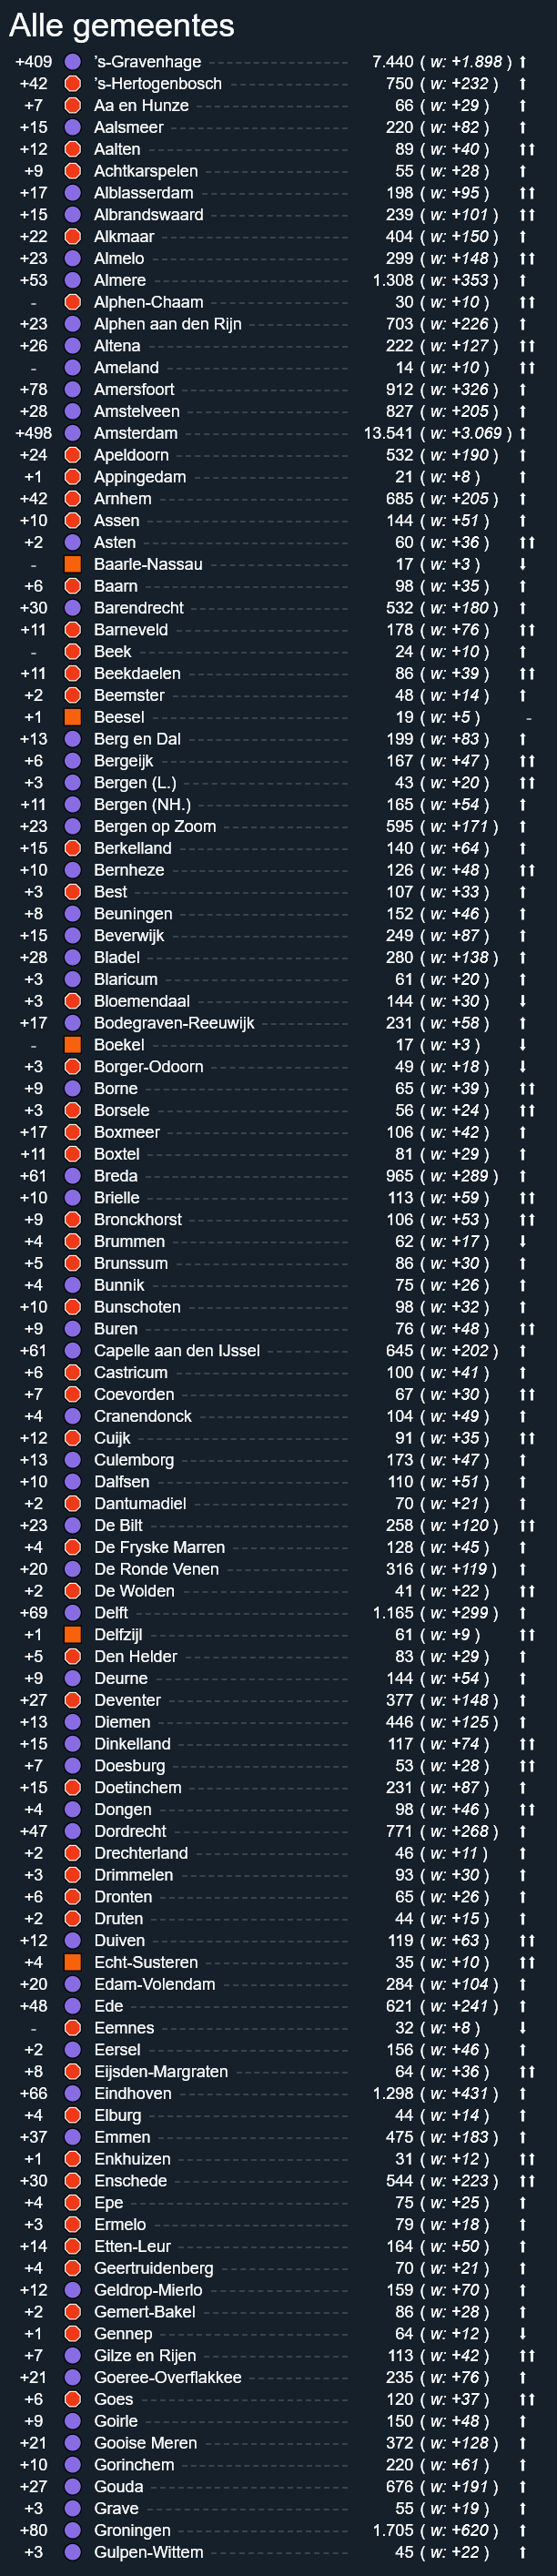 Alle gemeentes
+409 's-Gravenhage 7.440 ( w: +1.898 ) ⬆
+42 's-Hertogenbosch 750 ( w: +232 ) ⬆
+7 Aa en Hunze 66 ( w: +29 ) ⬆
+15 Aalsmeer 220 ( w: +82 ) ⬆
+12 Aalten 89 ( w: +40 ) ⬆⬆
+9 Achtkarspelen 55 ( w: +28 ) ⬆
+17 Alblasserdam 198 ( w: +95 ) ⬆⬆
+15 Albrandswaard 239 ( w: +101 ) ⬆⬆
+22 Alkmaar 404 ( w: +150 ) ⬆
+23 Almelo 299 ( w: +148 ) ⬆⬆
+53 Almere 1.308 ( w: +353 ) ⬆
- Alphen-Chaam 30 ( w: +10 ) ⬆⬆
+23 Alphen aan den Rijn 703 ( w: +226 ) ⬆
+26 Altena 222 ( w: +127 ) ⬆⬆
- Ameland 14 ( w: +10 ) ⬆⬆
+78 Amersfoort 912 ( w: +326 ) ⬆
+28 Amstelveen 827 ( w: +205 ) ⬆
+498 Amsterdam 13.541 ( w: +3.069 ) ⬆
+24 Apeldoorn 532 ( w: +190 ) ⬆
+1 Appingedam 21 ( w: +8 ) ⬆
+42 Arnhem 685 ( w: +205 ) ⬆
+10 Assen 144 ( w: +51 ) ⬆
+2 Asten 60 ( w: +36 ) ⬆⬆
- Baarle-Nassau 17 ( w: +3 ) ⬇
+6 Baarn 98 ( w: +35 ) ⬆
+30 Barendrecht 532 ( w: +180 ) ⬆
+11 Barneveld 178 ( w: +76 ) ⬆⬆
- Beek 24 ( w: +10 ) ⬆
+11 Beekdaelen 86 ( w: +39 ) ⬆⬆
+2 Beemster 48 ( w: +14 ) ⬆
+1 Beesel 19 ( w: +5 ) -
+13 Berg en Dal 199 ( w: +83 ) ⬆
+6 Bergeijk 167 ( w: +47 ) ⬆⬆
+3 Bergen (L.) 43 ( w: +20 ) ⬆⬆
+11 Bergen (NH.) 165 ( w: +54 ) ⬆
+23 Bergen op Zoom 595 ( w: +171 ) ⬆
+15 Berkelland 140 ( w: +64 ) ⬆
+10 Bernheze 126 ( w: +48 ) ⬆⬆
+3 Best 107 ( w: +33 ) ⬆
+8 Beuningen 152 ( w: +46 ) ⬆
+15 Beverwijk 249 ( w: +87 ) ⬆
+28 Bladel 280 ( w: +138 ) ⬆
+3 Blaricum 61 ( w: +20 ) ⬆
+3 Bloemendaal 144 ( w: +30 ) ⬇
+17 Bodegraven-Reeuwijk 231 ( w: +58 ) ⬆
- Boekel 17 ( w: +3 ) ⬇
+3 Borger-Odoorn 49 ( w: +18 ) ⬇
+9 Borne 65 ( w: +39 ) ⬆⬆
+3 Borsele 56 ( w: +24 ) ⬆⬆
+17 Boxmeer 106 ( w: +42 ) ⬆
+11 Boxtel 81 ( w: +29 ) ⬆
+61 Breda 965 ( w: +289 ) ⬆
+10 Brielle 113 ( w: +59 ) ⬆⬆
+9 Bronckhorst 106 ( w: +53 ) ⬆⬆
+4 Brummen 62 ( w: +17 ) ⬇
+5 Brunssum 86 ( w: +30 ) ⬆
+4 Bunnik 75 ( w: +26 ) ⬆
+10 Bunschoten 98 ( w: +32 ) ⬆
+9 Buren 76 ( w: +48 ) ⬆⬆
+61 Capelle aan den IJssel 645 ( w: +202 ) ⬆
+6 Castricum 100 ( w: +41 ) ⬆
+7 Coevorden 67 ( w: +30 ) ⬆⬆
+4 Cranendonck 104 ( w: +49 ) ⬆
+12 Cuijk 91 ( w: +35 ) ⬆⬆
+13 Culemborg 173 ( w: +47 ) ⬆
+10 Dalfsen 110 ( w: +51 ) ⬆
+2 Dantumadiel 70 ( w: +21 ) ⬆
+23 De Bilt 258 ( w: +120 ) ⬆⬆
+4 De Fryske Marren 128 ( w: +45 ) ⬆
+20 De Ronde Venen 316 ( w: +119 ) ⬆
+2 De Wolden 41 ( w: +22 ) ⬆⬆
+69 Delft 1.165 ( w: +299 ) ⬆
+1 Delfzijl 61 ( w: +9 ) ⬆⬆
+5 Den Helder 83 ( w: +29 ) ⬆
+9 Deurne 144 ( w: +54 ) ⬆
+27 Deventer 377 ( w: +148 ) ⬆
+13 Diemen 446 ( w: +125 ) ⬆
+15 Dinkelland 117 ( w: +74 ) ⬆⬆
+7 Doesburg 53 ( w: +28 ) ⬆⬆
+15 Doetinchem 231 ( w: +87 ) ⬆
+4 Dongen 98 ( w: +46 ) ⬆⬆
+47 Dordrecht 771 ( w: +268 ) ⬆
+2 Drechterland 46 ( w: +11 ) ⬆
+3 Drimmelen 93 ( w: +30 ) ⬆
+6 Dronten 65 ( w: +26 ) ⬆
+2 Druten 44 ( w: +15 ) ⬆
+12 Duiven 119 ( w: +63 ) ⬆⬆
+4 Echt-Susteren 35 ( w: +10 ) ⬆⬆
+20 Edam-Volendam 284 ( w: +104 ) ⬆
+48 Ede 621 ( w: +241 ) ⬆
- Eemnes 32 ( w: +8 ) ⬇
+2 Eersel 156 ( w: +46 ) ⬆
+8 Eijsden-Margraten 64 ( w: +36 ) ⬆⬆
+66 Eindhoven 1.298 ( w: +431 ) ⬆
+4 Elburg 44 ( w: +14 ) ⬆
+37 Emmen 475 ( w: +183 ) ⬆
+1 Enkhuizen 31 ( w: +12 ) ⬆⬆
+30 Enschede 544 ( w: +223 ) ⬆⬆
+4 Epe 75 ( w: +25 ) ⬆
+3 Ermelo 79 ( w: +18 ) ⬆
+14 Etten-Leur 164 ( w: +50 ) ⬆
+4 Geertruidenberg 70 ( w: +21 ) ⬆
+12 Geldrop-Mierlo 159 ( w: +70 ) ⬆
+2 Gemert-Bakel 86 ( w: +28 ) ⬆
+1 Gennep 64 ( w: +12 ) ⬇
+7 Gilze en Rijen 113 ( w: +42 ) ⬆⬆
+21 Goeree-Overflakkee 235 ( w: +76 ) ⬆
+6 Goes 120 ( w: +37 ) ⬆⬆
+9 Goirle 150 ( w: +48 ) ⬆
+21 Gooise Meren 372 ( w: +128 ) ⬆
+10 Gorinchem 220 ( w: +61 ) ⬆
+27 Gouda 676 ( w: +191 ) ⬆
+3 Grave 55 ( w: +19 ) ⬆
+80 Groningen 1.705 ( w: +620 ) ⬆
+3 Gulpen-Wittem 45 ( w: +22 ) ⬆